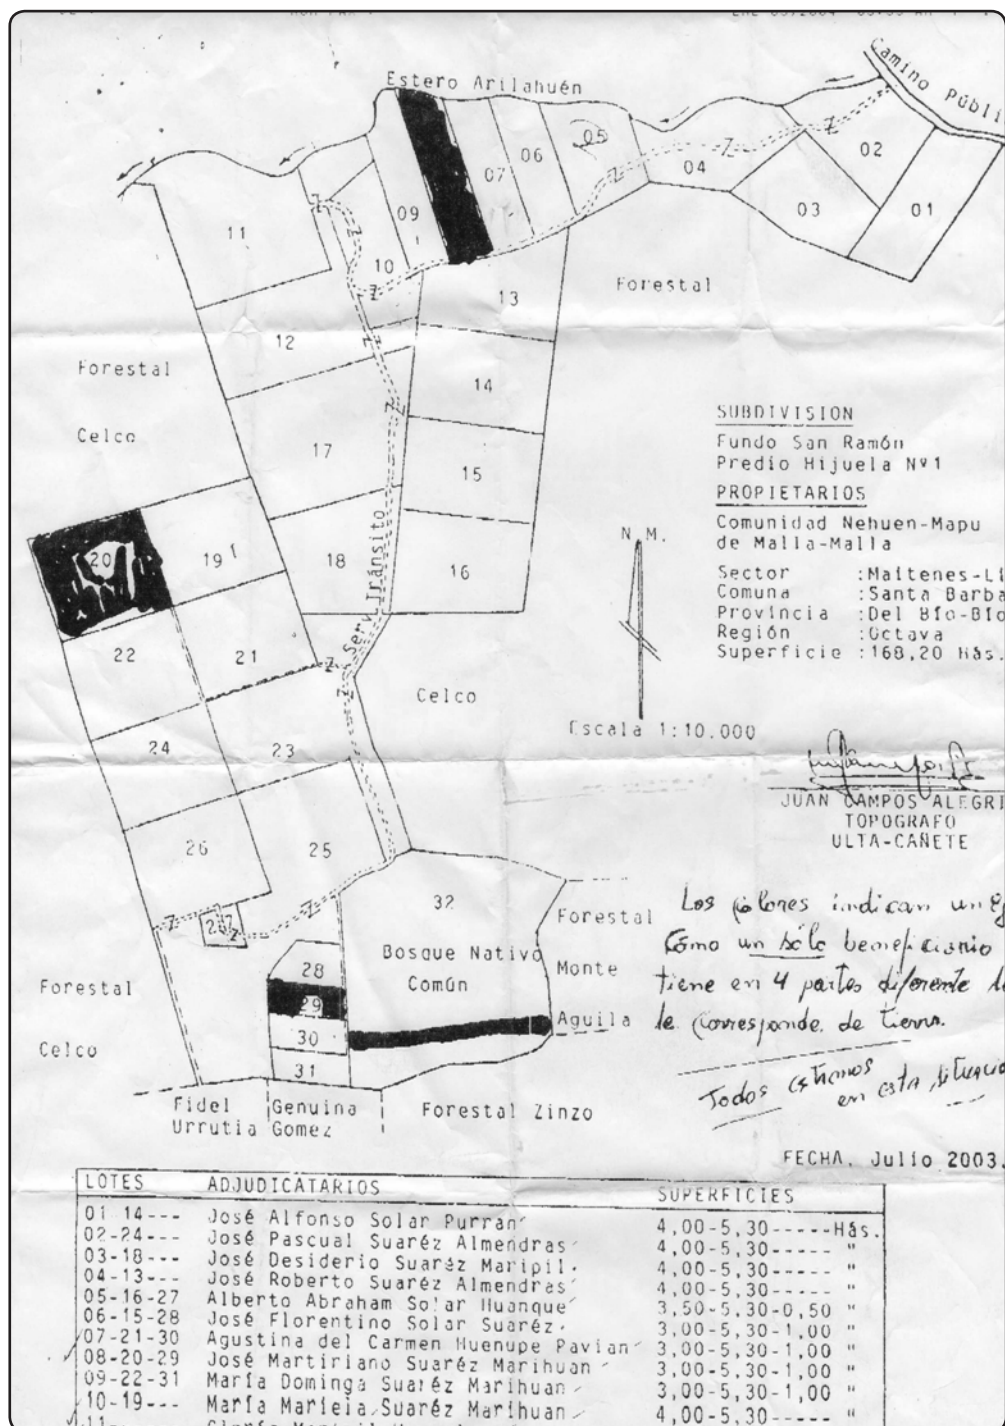 Estero Arilahuén
Camino Públi
11
09
07
06
05
04
02
03
01
10
13
Forestal
12
14
Forestal
Celco
17
15
SUBDIVISION
Fundo San Ramón
Predio Hijuela Nº1
PROPIETARIOS
Comunidad Nehuen-Mapu
de Malla-Malla
N.M.
20
19
18
Serv. Tránsito
16
Sector :Maitenes-Li
Comuna :Santa Barba
Provincia :Del Bío-Bío
Región :Octava
Superficie :168,20 Hás.
22
21
Celco
24
23
Escala 1:10.000
JUAN CAMPOS ALEGRI
TOPOGRAFO
ULTA-CAÑETE
26
25
27
32
Bosque Nativo
Común
Forestal
Monte
Aguila
Los colores indican un ej
Cómo un sólo beneficiario
tiene en 4 partes diferente lo
le corresponde de tierra.
Todos estamos
en esta situació
28
29
30
31
Forestal
Celco
Fidel
Urrutia
Genuina
Gomez
Forestal Zinzo
FECHA. Julio 2003.
LOTES ADJUDICATARIOS SUPERFICIES
01 14--- José Alfonso Solar Purran 4,00-5,30-----Hás.
02-24--- José Pascual Suaréz Almendras 4,00-5,30----- "
03-18--- José Desiderio Suaréz Maripil. 4,00-5,30----- "
04-13--- José Roberto Suaréz Almendras 4,00-5,30----- "
05-16-27 Alberto Abraham Solar Huanque 3,50-5,30-0,50 "
06-15-28 José Florentino Solar Suaréz. 3,00-5,30-1,00 "
07-21-30 Agustina del Carmen Huenupe Pavian 3,00-5,30-1,00 "
08-20-29 José Martiriano Suaréz Marihuan 3,00-5,30-1,00 "
09-22-31 María Dominga Suaréz Marihuan 3,00-5,30-1,00 "
10-19--- María Marieia Suaréz Marihuan 4,00-5,30----- "
11